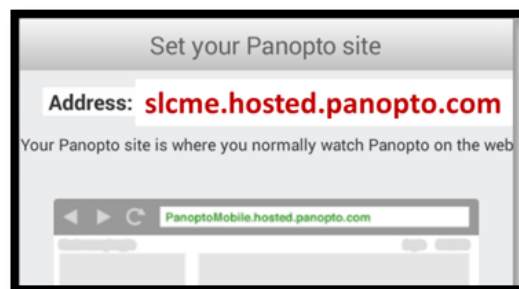 Set your Panopto site
Address: slcme.hosted.panopto.com
Your Panopto site is where you normally watch Panopto on the web
PanoptoMobile.hosted.panopto.com